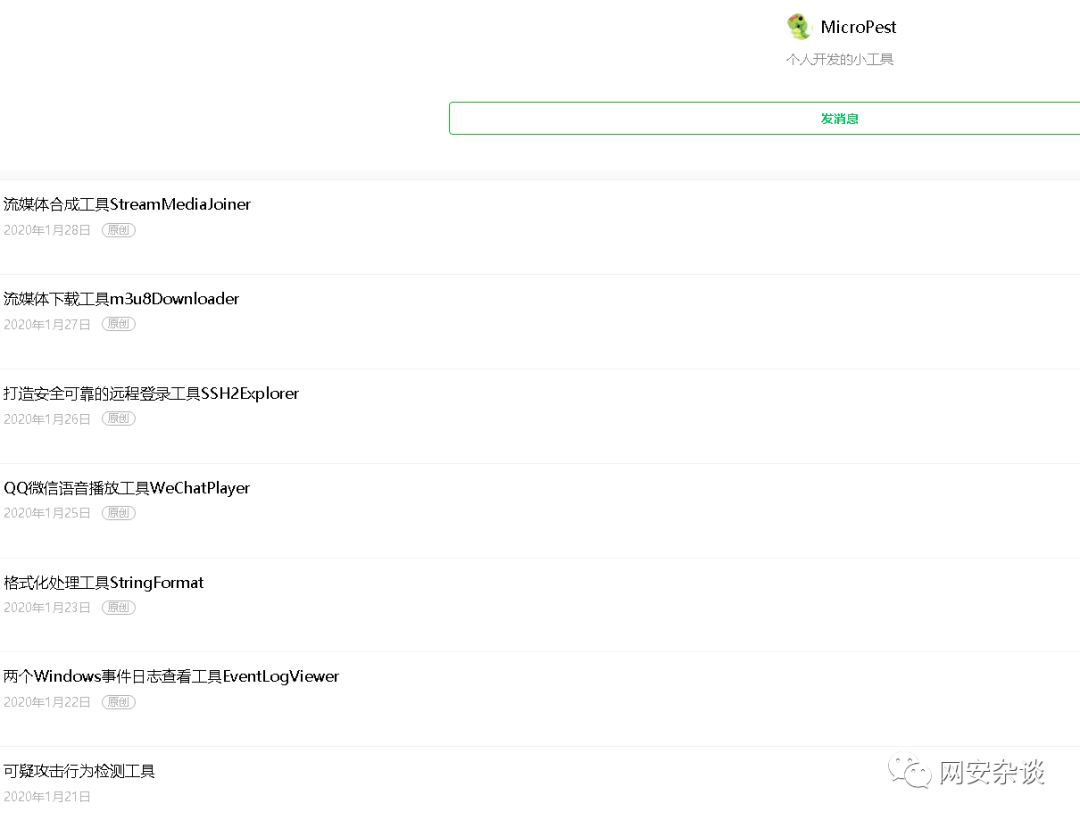 MicroPest
个人开发的小工具
发消息
流媒体合成工具StreamMediaJoiner
2020年1月28日 原创
流媒体下载工具m3u8Downloader
2020年1月27日 原创
打造安全可靠的远程登录工具SSH2Explorer
2020年1月26日 原创
QQ微信语音播放工具WeChatPlayer
2020年1月25日 原创
格式化处理工具StringFormat
2020年1月23日 原创
两个Windows事件日志查看工具EventLogViewer
2020年1月22日 原创
可疑攻击行为检测工具
2020年1月21日
网安杂谈